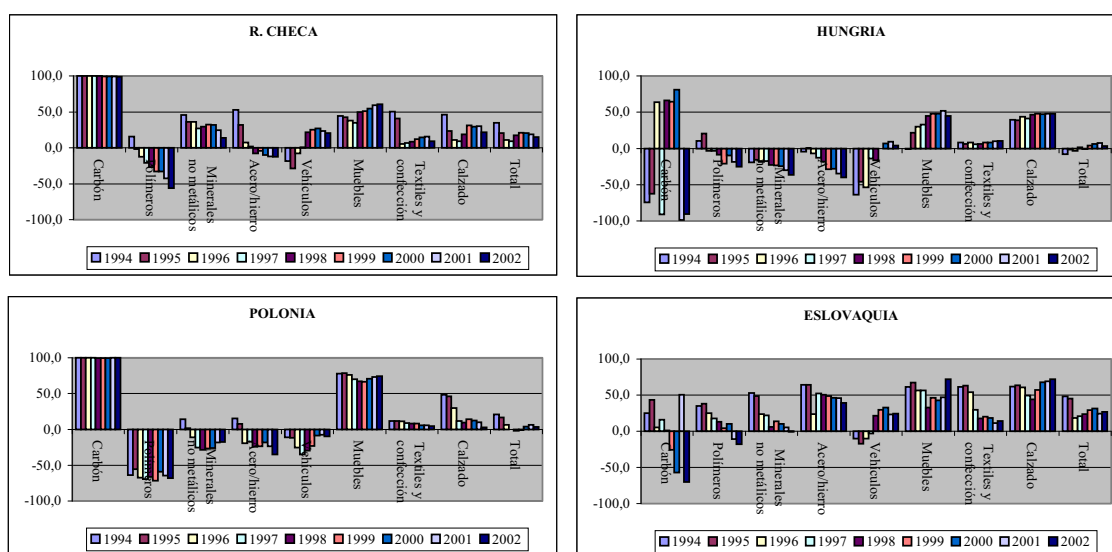 R. CHECA
100,0
50,0
0,0
-50,0
-100,0
Carbón
Polímeros
Minerales
no metálicos
Acero/hierro
Vehículos
Muebles
Textiles y
confección
Calzado
Total
1994 1995 1996 1997 1998 1999 2000 2001 2002
HUNGRIA
100,0
50,0
0,0
-50,0
-100,0
Carbón
Polímeros
Minerales
no metálicos
Acero/hierro
Vehículos
Muebles
Textiles y
confección
Calzado
Total
1994 1995 1996 1997 1998 1999 2000 2001 2002
POLONIA
100,0
50,0
0,0
-50,0
-100,0
Carbón
Polímeros
Minerales
no metálicos
Acero/hierro
Vehículos
Muebles
Textiles y
confección
Calzado
Total
1994 1995 1996 1997 1998 1999 2000 2001 2002
ESLOVAQUIA
100,0
50,0
0,0
-50,0
-100,0
Carbón
Polímeros
Minerales
no metálicos
Acero/hierro
Vehículos
Muebles
Textiles y
confección
Calzado
Total
1994 1995 1996 1997 1998 1999 2000 2001 2002